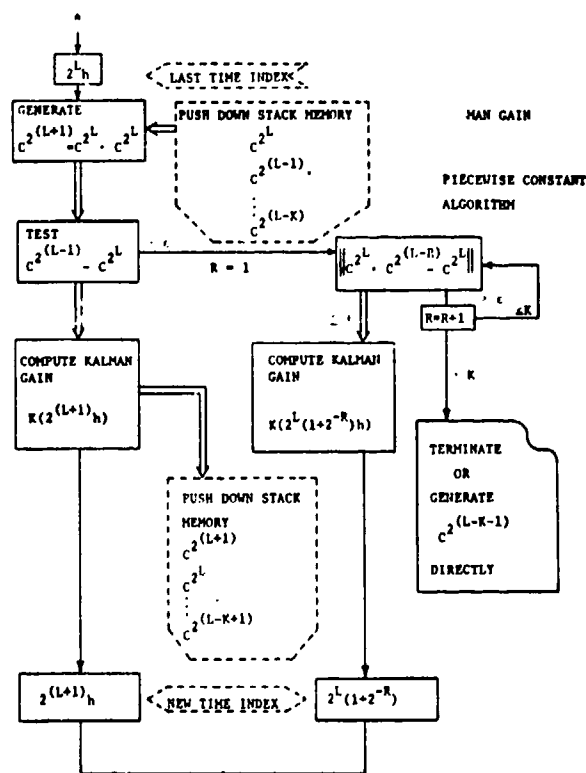 *
2^L h
LAST TIME INDEX
GENERATE
C^2^(L+1) = C^2^L · C^2^L
PUSH DOWN STACK MEMORY
C^2^L
C^2^(L-1)
⋮
C^2^(L-K)
MAN GAIN
PIECEWISE CONSTANT
ALGORITHM
TEST
C^2^(L-1) - C^2^L
R = 1
‖C^2^L · C^2^(L-R) - C^2^L‖
ε
≤K
R=R+1
COMPUTE KALMAN
GAIN
K(2^(L+1)h)
COMPUTE KALMAN
GAIN
K(2^L(1+2^-R)h)
K
TERMINATE
OR
GENERATE
C^2^(L-K-1)
DIRECTLY
PUSH DOWN STACK
MEMORY
C^2^(L+1)
C^2^L
⋮
C^2^(L-K+1)
2^(L+1)h
NEW TIME INDEX
2^L(1+2^-R)